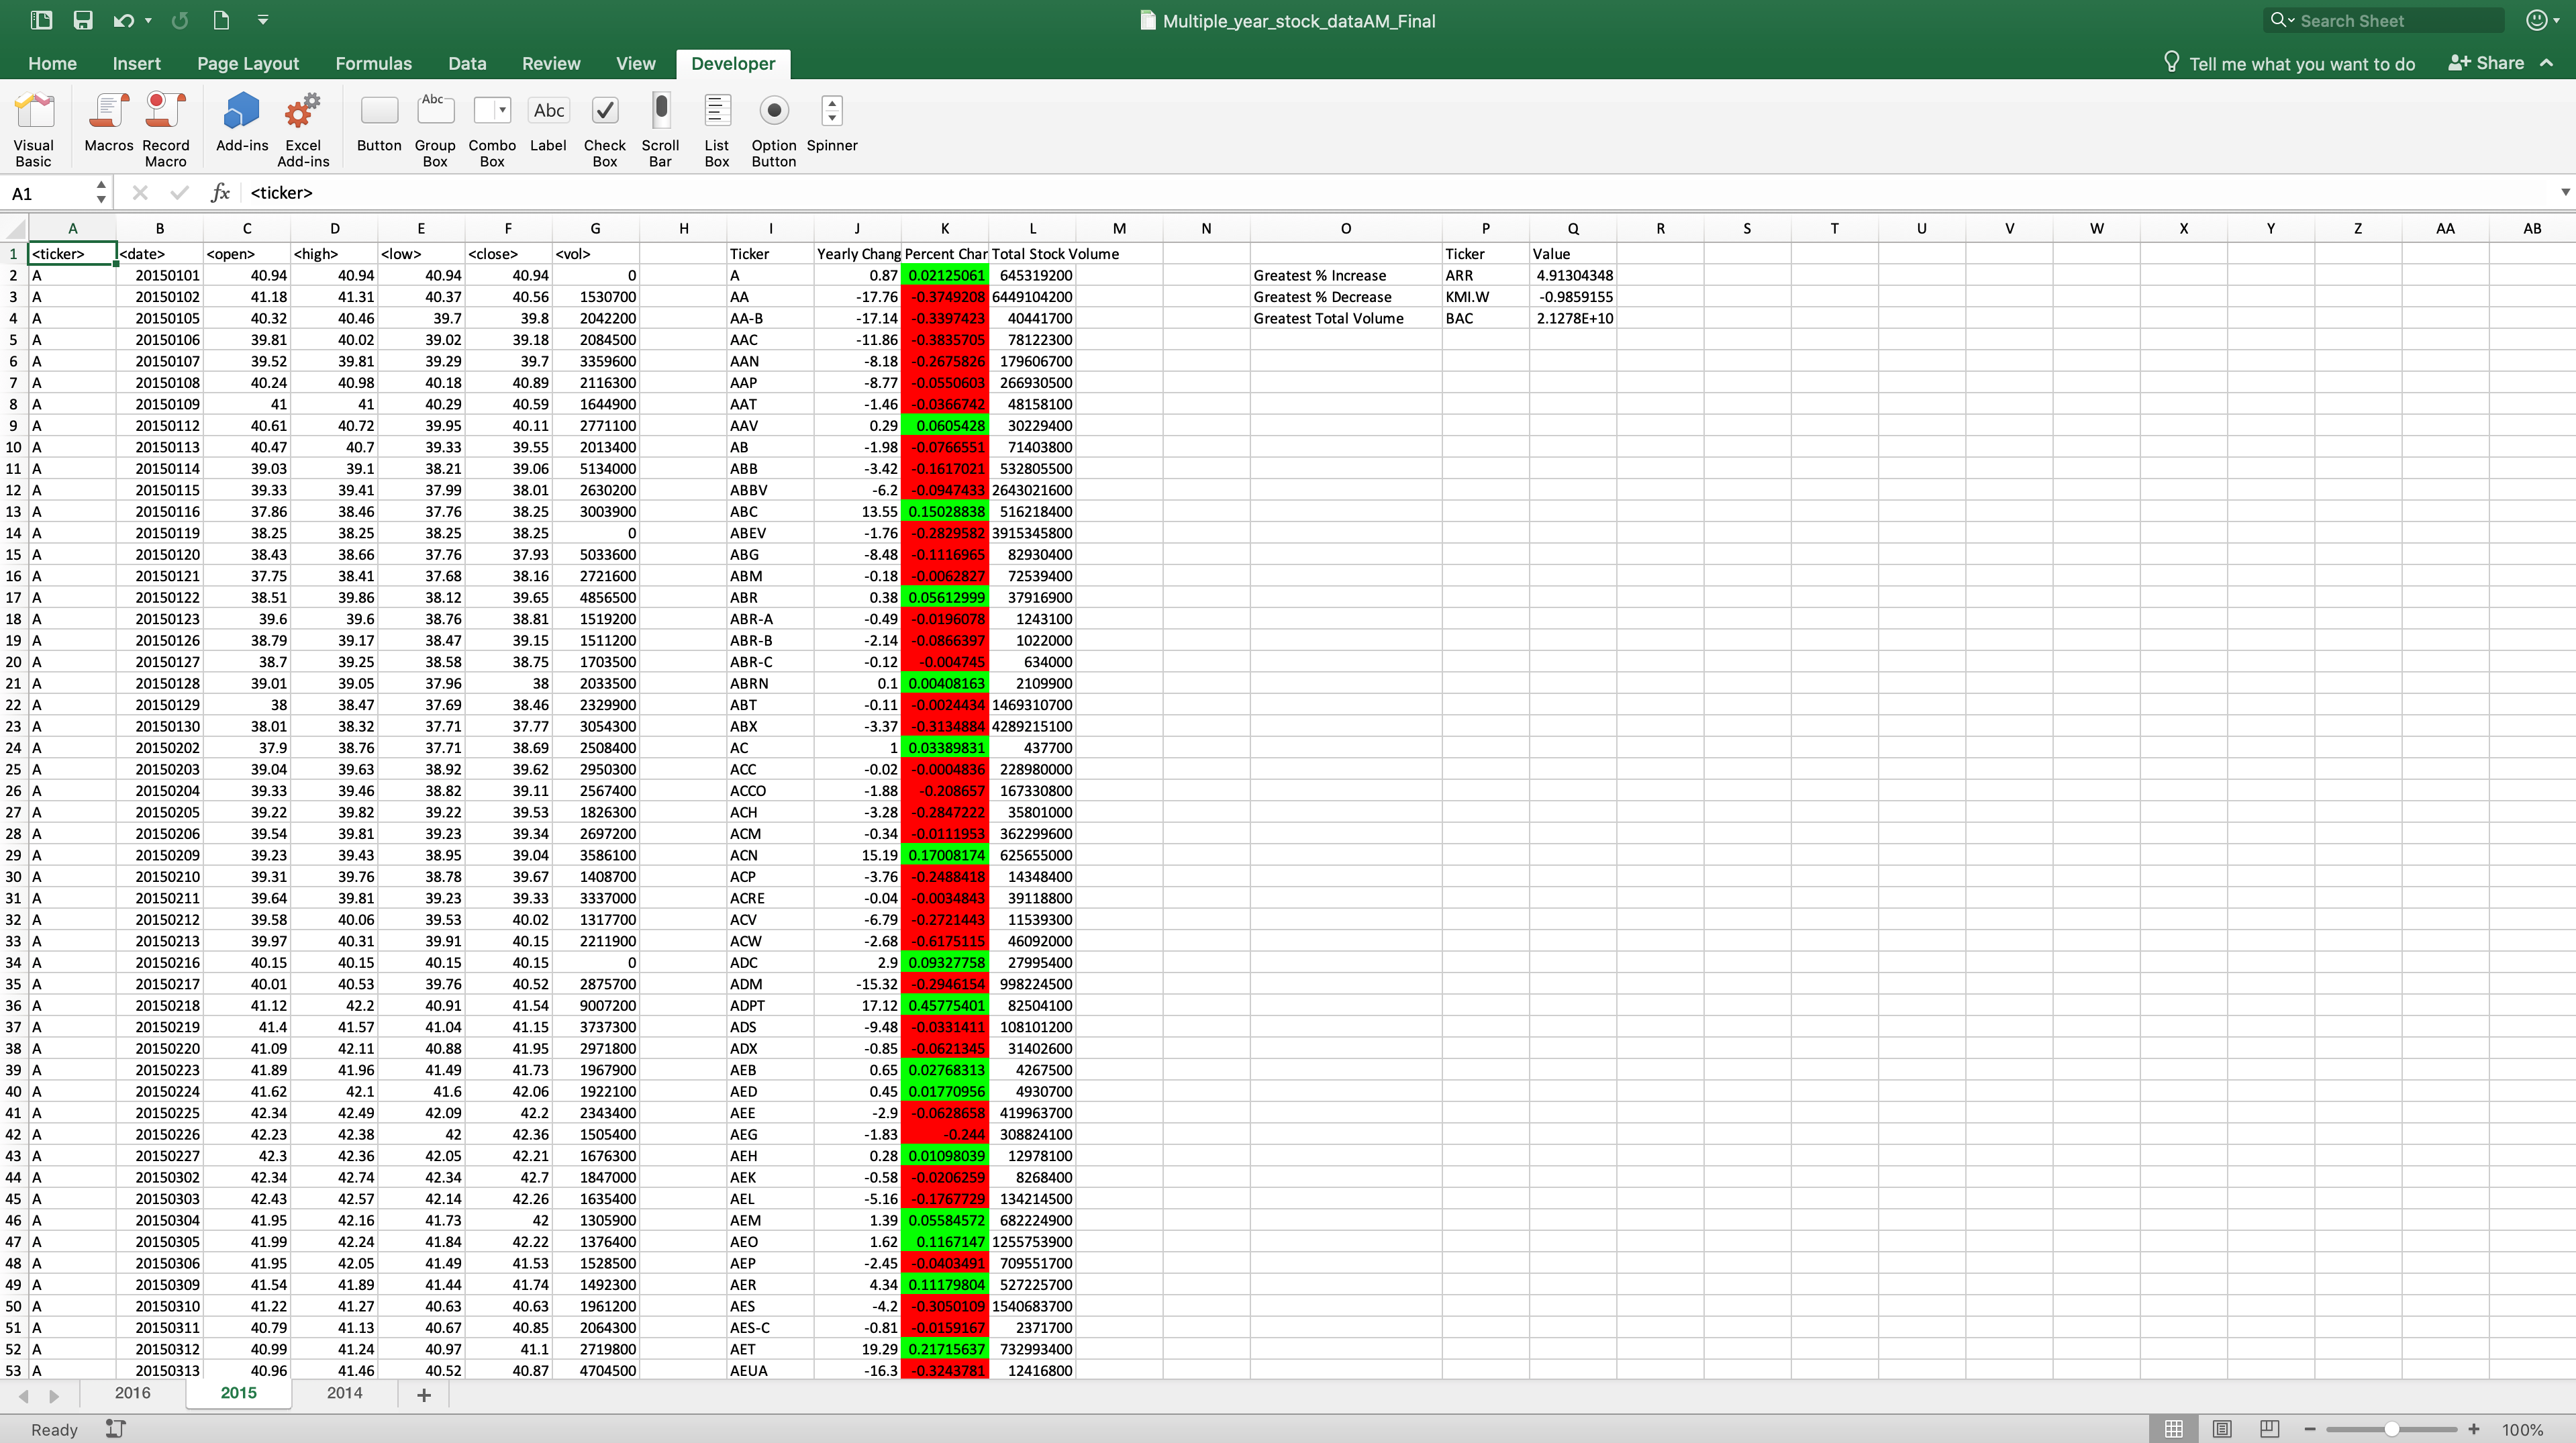 Multiple_year_stock_dataAM_Final
Search Sheet
Home Insert Page Layout Formulas Data Review View Developer Tell me what you want to do Share
Visual Basic Macros Record Macro Add-ins Excel Add-ins Button Group Box Combo Box Label Check Box Scroll Bar List Box Option Button Spinner
Abc Abc
A1 fx <ticker>
A B C D E F G H I J K L M N O P Q R S T U V W X Y Z AA AB
1 <ticker> <date> <open> <high> <low> <close> <vol> Ticker Yearly Chang Percent Char Total Stock Volume Ticker Value
2 A 20150101 40.94 40.94 40.94 40.94 0 A 0.87 0.02125061 645319200 Greatest % Increase ARR 4.91304348
3 A 20150102 41.18 41.31 40.37 40.56 1530700 AA -17.76 -0.3749208 6449104200 Greatest % Decrease KMI.W -0.9859155
4 A 20150105 40.32 40.46 39.7 39.8 2042200 AA-B -17.14 -0.3397423 40441700 Greatest Total Volume BAC 2.1278E+10
5 A 20150106 39.81 40.02 39.02 39.18 2084500 AAC -11.86 -0.3835705 78122300
6 A 20150107 39.52 39.81 39.29 39.7 3359600 AAN -8.18 -0.2675826 179606700
7 A 20150108 40.24 40.98 40.18 40.89 2116300 AAP -8.77 -0.0550603 266930500
8 A 20150109 41 41 40.29 40.59 1644900 AAT -1.46 -0.0366742 48158100
9 A 20150112 40.61 40.72 39.95 40.11 2771100 AAV 0.29 0.0605428 30229400
10 A 20150113 40.47 40.7 39.33 39.55 2013400 AB -1.98 -0.0766551 71403800
11 A 20150114 39.03 39.1 38.21 39.06 5134000 ABB -3.42 -0.1617021 532805500
12 A 20150115 39.33 39.41 37.99 38.01 2630200 ABBV -6.2 -0.0947433 2643021600
13 A 20150116 37.86 38.46 37.76 38.25 3003900 ABC 13.55 0.15028838 516218400
14 A 20150119 38.25 38.25 38.25 38.25 0 ABEV -1.76 -0.2829582 3915345800
15 A 20150120 38.43 38.66 37.76 37.93 5033600 ABG -8.48 -0.1116965 82930400
16 A 20150121 37.75 38.41 37.68 38.16 2721600 ABM -0.18 -0.0062827 72539400
17 A 20150122 38.51 39.86 38.12 39.65 4856500 ABR 0.38 0.05612999 37916900
18 A 20150123 39.6 39.6 38.76 38.81 1519200 ABR-A -0.49 -0.0196078 1243100
19 A 20150126 38.79 39.17 38.47 39.15 1511200 ABR-B -2.14 -0.0866397 1022000
20 A 20150127 38.7 39.25 38.58 38.75 1703500 ABR-C -0.12 -0.004745 634000
21 A 20150128 39.01 39.05 37.96 38 2033500 ABRN 0.1 0.00408163 2109900
22 A 20150129 38 38.47 37.69 38.46 2329900 ABT -0.11 -0.0024434 1469310700
23 A 20150130 38.01 38.32 37.71 37.77 3054300 ABX -3.37 -0.3134884 4289215100
24 A 20150202 37.9 38.76 37.71 38.69 2508400 AC 1 0.03389831 437700
25 A 20150203 39.04 39.63 38.92 39.62 2950300 ACC -0.02 -0.0004836 228980000
26 A 20150204 39.33 39.46 38.82 39.11 2567400 ACCO -1.88 -0.208657 167330800
27 A 20150205 39.22 39.82 39.22 39.53 1826300 ACH -3.28 -0.2847222 35801000
28 A 20150206 39.54 39.81 39.23 39.34 2697200 ACM -0.34 -0.0111953 362299600
29 A 20150209 39.23 39.43 38.95 39.04 3586100 ACN 15.19 0.17008174 625655000
30 A 20150210 39.31 39.76 38.78 39.67 1408700 ACP -3.76 -0.2488418 14348400
31 A 20150211 39.64 39.81 39.23 39.33 3337000 ACRE -0.04 -0.0034843 39118800
32 A 20150212 39.58 40.06 39.53 40.02 1317700 ACV -6.79 -0.2721443 11539300
33 A 20150213 39.97 40.31 39.91 40.15 2211900 ACW -2.68 -0.6175115 46092000
34 A 20150216 40.15 40.15 40.15 40.15 0 ADC 2.9 0.09327758 27995400
35 A 20150217 40.01 40.53 39.76 40.52 2875700 ADM -15.32 -0.2946154 998224500
36 A 20150218 41.12 42.2 40.91 41.54 9007200 ADPT 17.12 0.45775401 82504100
37 A 20150219 41.4 41.57 41.04 41.15 3737300 ADS -9.48 -0.0331411 108101200
38 A 20150220 41.09 42.11 40.88 41.95 2971800 ADX -0.85 -0.0621345 31402600
39 A 20150223 41.89 41.96 41.49 41.73 1967900 AEB 0.65 0.02768313 4267500
40 A 20150224 41.62 42.1 41.6 42.06 1922100 AED 0.45 0.01770956 4930700
41 A 20150225 42.34 42.49 42.09 42.2 2343400 AEE -2.9 -0.0628658 419963700
42 A 20150226 42.23 42.38 42 42.36 1505400 AEG -1.83 -0.244 308824100
43 A 20150227 42.3 42.36 42.05 42.21 1676300 AEH 0.28 0.01098039 12978100
44 A 20150302 42.34 42.74 42.34 42.7 1847000 AEK -0.58 -0.0206259 8268400
45 A 20150303 42.43 42.57 42.14 42.26 1635400 AEL -5.16 -0.1767729 134214500
46 A 20150304 41.95 42.16 41.73 42 1305900 AEM 1.39 0.05584572 682224900
47 A 20150305 41.99 42.24 41.84 42.22 1376400 AEO 1.62 0.1167147 1255753900
48 A 20150306 41.95 42.05 41.49 41.53 1528500 AEP -2.45 -0.0403491 709551700
49 A 20150309 41.54 41.89 41.44 41.74 1492300 AER 4.34 0.11179804 527225700
50 A 20150310 41.22 41.27 40.63 40.63 1961200 AES -4.2 -0.3050109 1540683700
51 A 20150311 40.79 41.13 40.67 40.85 2064300 AES-C -0.81 -0.0159167 2371700
52 A 20150312 40.99 41.24 40.97 41.1 2719800 AET 19.29 0.21715637 732993400
53 A 20150313 40.96 41.46 40.52 40.87 4704500 AEUA -16.3 -0.3243781 12416800
2016 2015 2014 +
Ready 100%